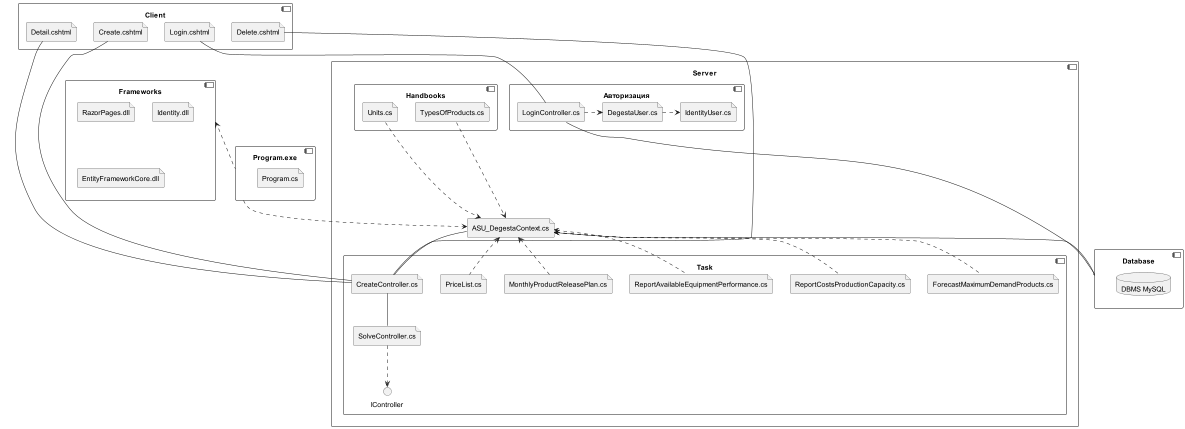 Client
Detail.cshtml
Create.cshtml
Login.cshtml
Delete.cshtml
Server
Frameworks
RazorPages.dll
Identity.dll
EntityFrameworkCore.dll
Program.exe
Program.cs
Handbooks
Units.cs
TypesOfProducts.cs
Авторизация
LoginController.cs
DegestaUser.cs
IdentityUser.cs
ASU_DegestaContext.cs
Database
DBMS MySQL
Task
CreateController.cs
PriceList.cs
MonthlyProductReleasePlan.cs
ReportAvailableEquipmentPerformance.cs
ReportCostsProductionCapacity.cs
ForecastMaximumDemandProducts.cs
SolveController.cs
IController